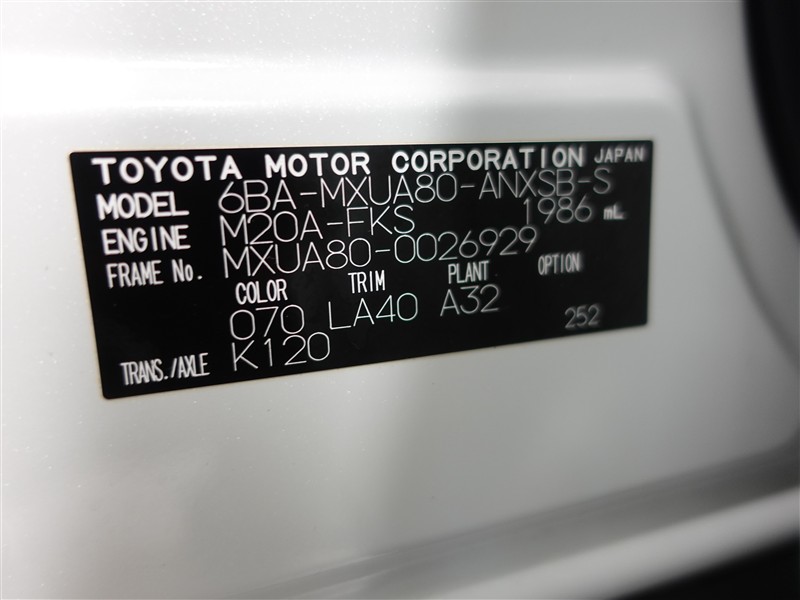 TOYOTA MOTOR CORPORATION JAPAN
MODEL 6BA-MXUA80-ANXSB-S
ENGINE M20A-FKS 1986 mL
FRAME No. MXUA80-0026929
COLOR TRIM PLANT OPTION
070 LA40 A32
TRANS./AXLE K120 252